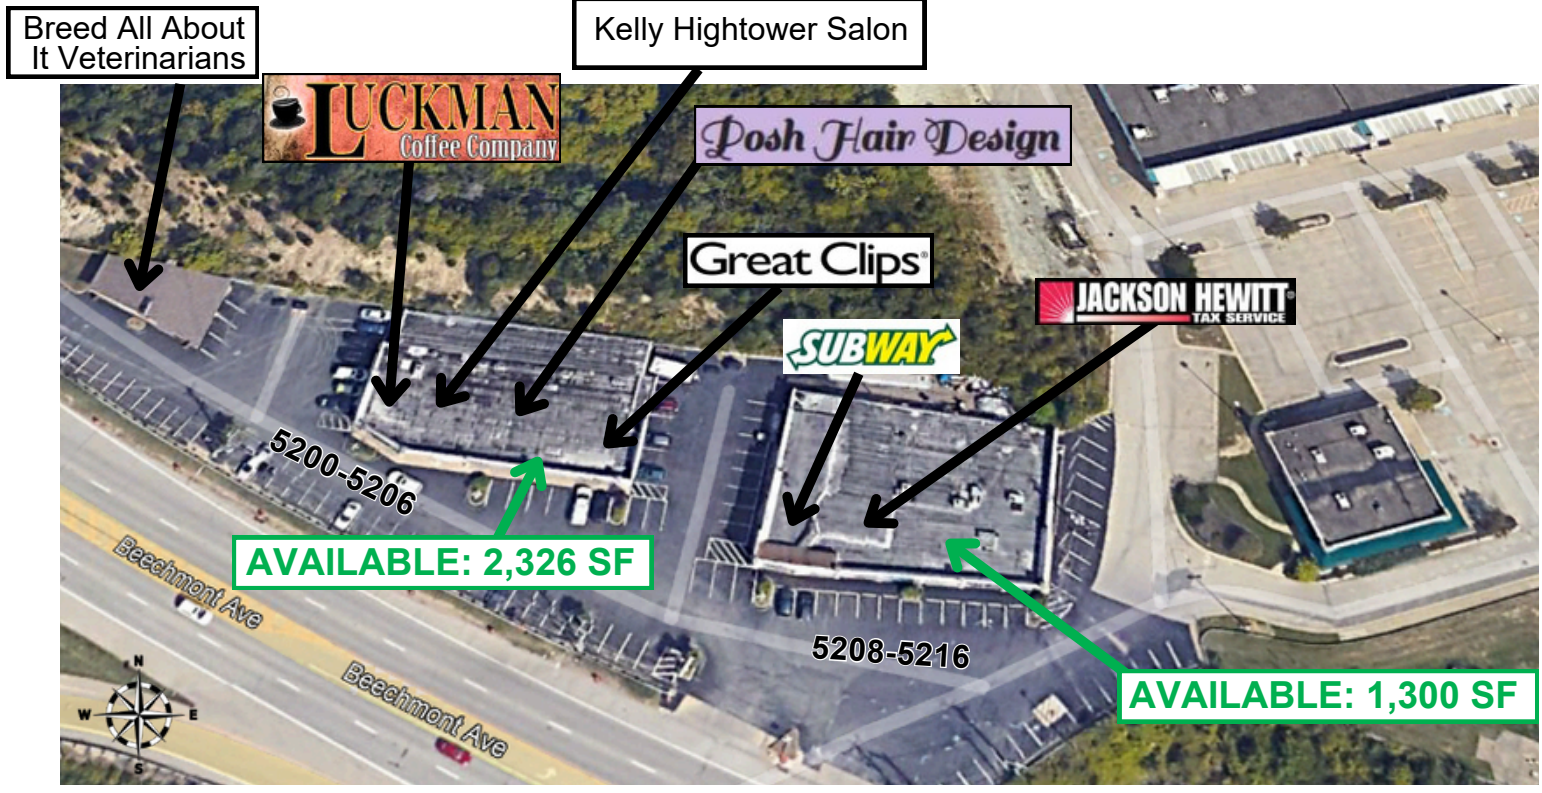 Breed All About
It Veterinarians
Kelly Hightower Salon
LUCKMAN
Coffee Company
Posh Hair Design
Great Clips®
SUBWAY
JACKSON HEWITT®
TAX SERVICE
5200-5206
AVAILABLE: 2,326 SF
Beechmont Ave
5208-5216
Beechmont Ave
AVAILABLE: 1,300 SF
N
W E
S